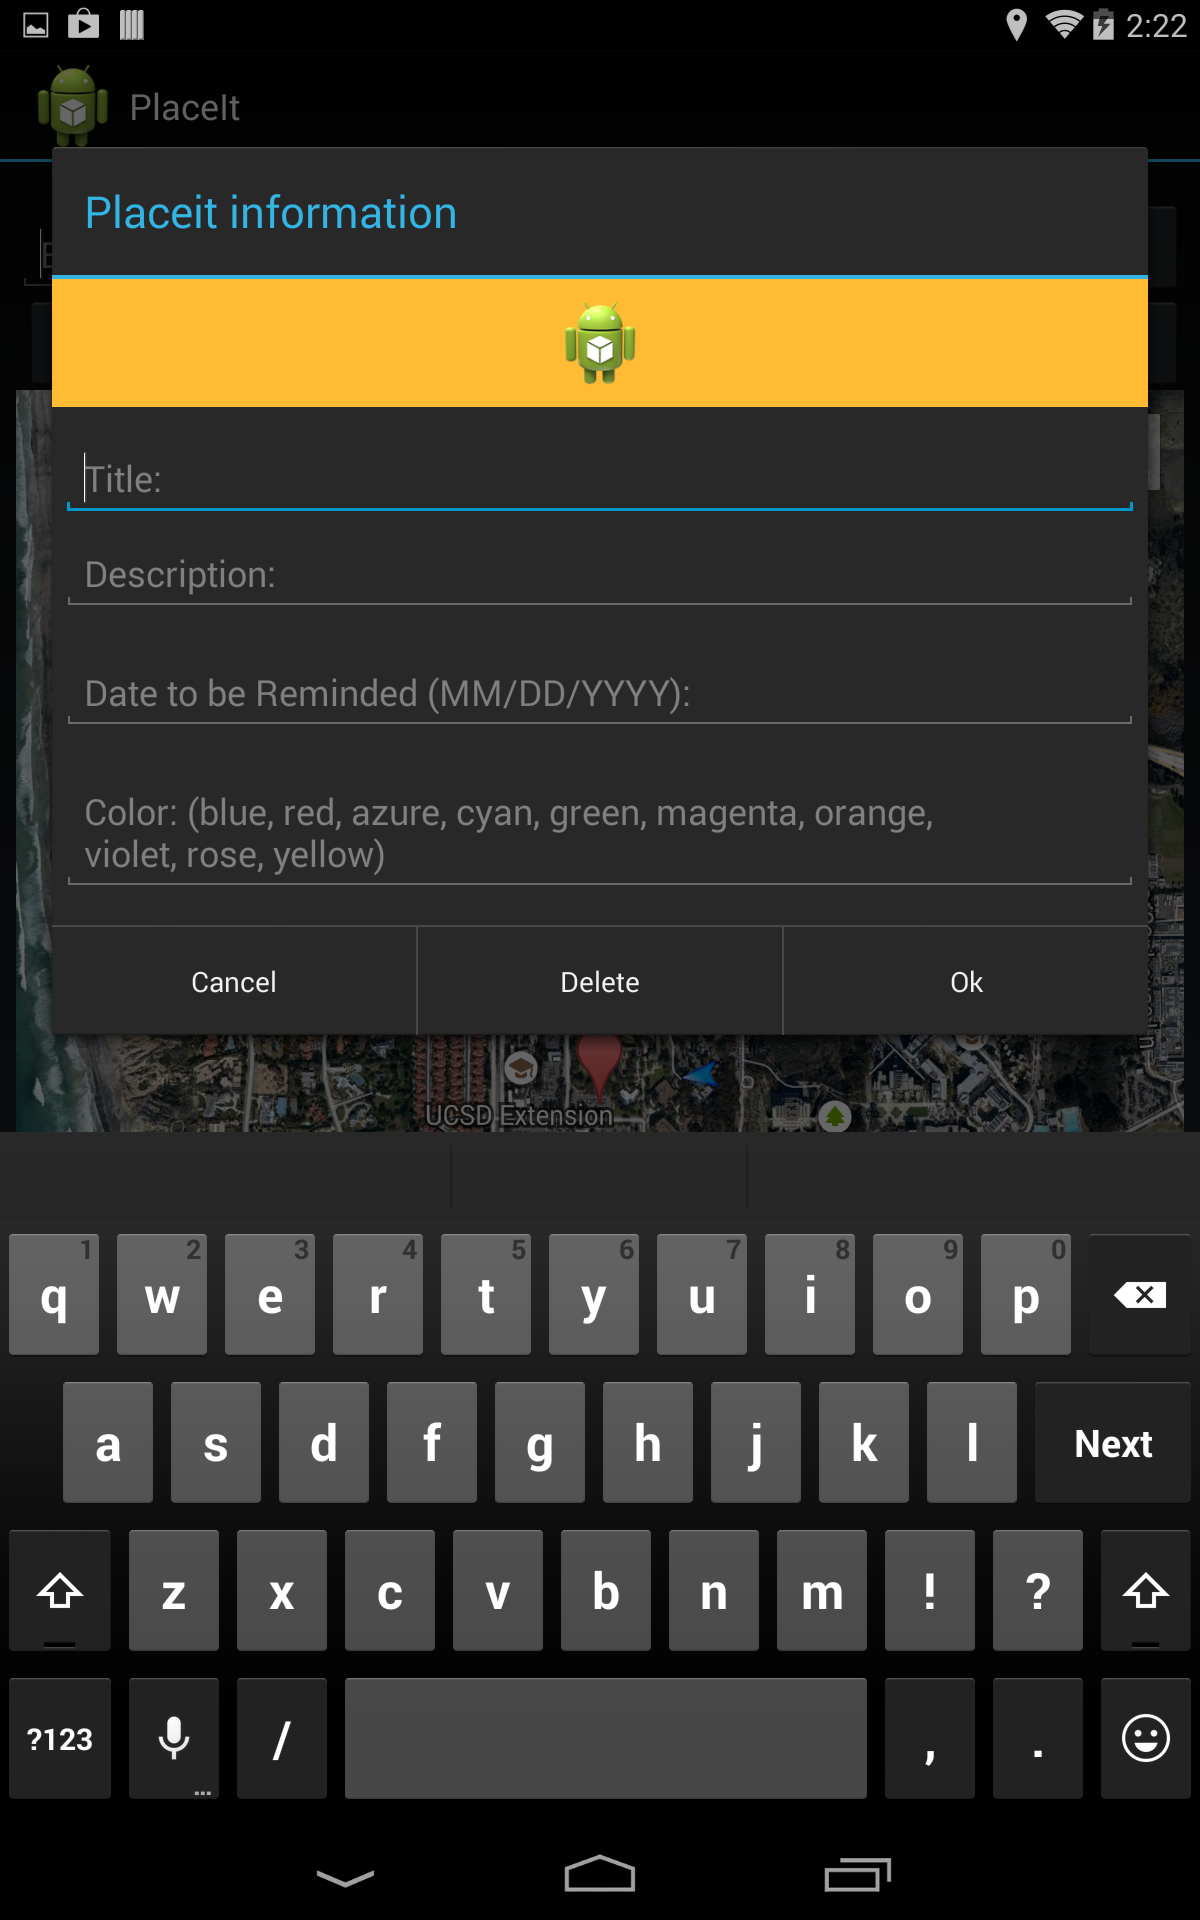 2:22
PlaceIt
Placeit information
Title:
Description:
Date to be Reminded (MM/DD/YYYY):
Color: (blue, red, azure, cyan, green, magenta, orange,
violet, rose, yellow)
Cancel
Delete
Ok
UCSD Extension
1 2 3 4 5 6 7 8 9 0
q w e r t y u i o p
a s d f g h j k l Next
z x c v b n m ! ?
?123 / , .